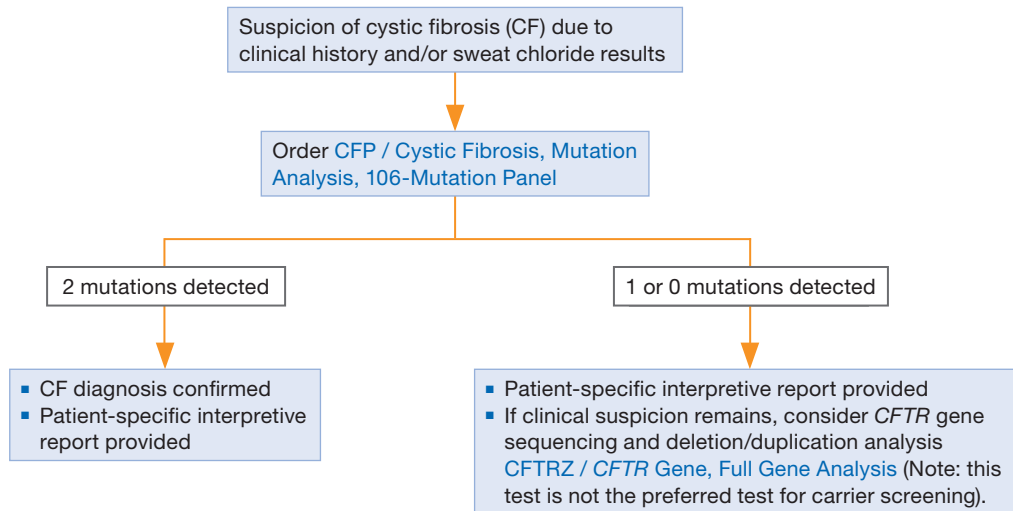 Suspicion of cystic fibrosis (CF) due to
clinical history and/or sweat chloride results
Order CFP / Cystic Fibrosis, Mutation
Analysis, 106-Mutation Panel
2 mutations detected
1 or 0 mutations detected
▪ CF diagnosis confirmed
▪ Patient-specific interpretive
report provided
▪ Patient-specific interpretive report provided
▪ If clinical suspicion remains, consider CFTR gene
sequencing and deletion/duplication analysis
CFTRZ / CFTR Gene, Full Gene Analysis (Note: this
test is not the preferred test for carrier screening).